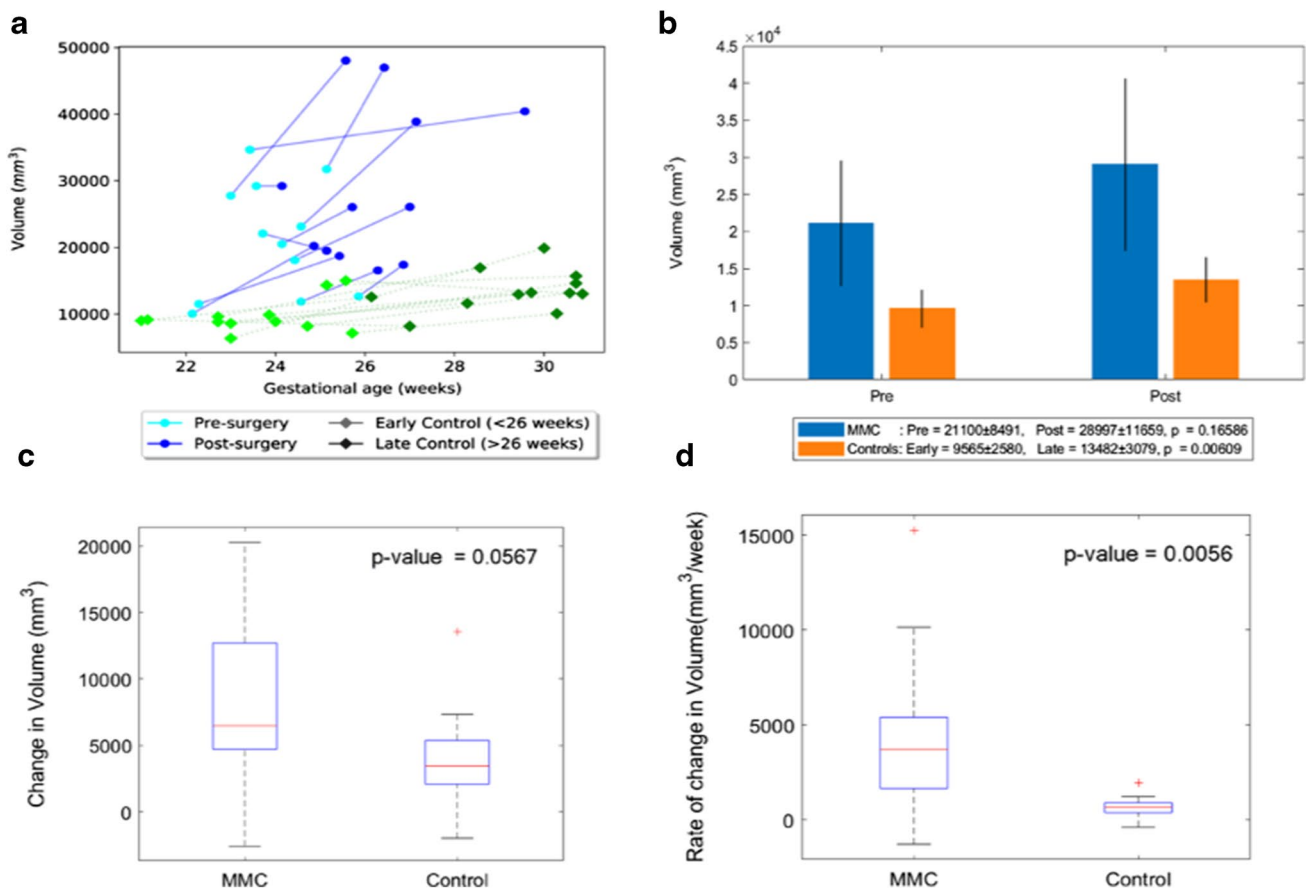 a
50000
40000
30000
20000
10000
Volume (mm3)
22 24 26 28 30
Gestational age (weeks)
Pre-surgery
Post-surgery
Early Control (<26 weeks)
Late Control (>26 weeks)
b
×10^4
4.5
4
3.5
3
2.5
2
1.5
1
0.5
0
Volume (mm3)
Pre Post
MMC : Pre = 21100±8491, Post = 28997±11659, p = 0.16586
Controls: Early = 9565±2580, Late = 13482±3079, p = 0.00609
c
20000
15000
10000
5000
0
Change in Volume (mm3)
p-value = 0.0567
MMC Control
d
15000
10000
5000
0
Rate of change in Volume(mm3/week)
p-value = 0.0056
MMC Control